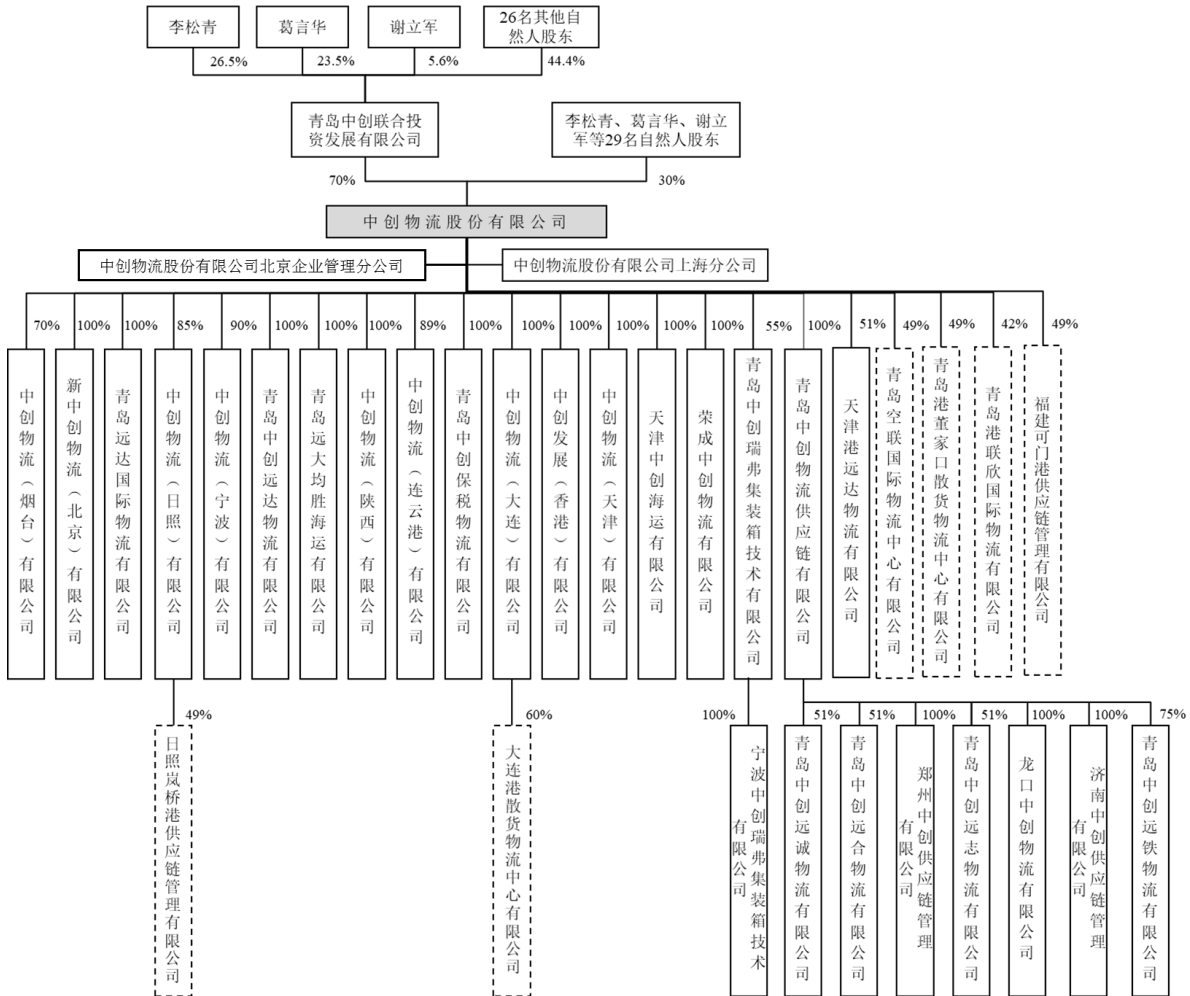 李松青
葛言华
谢立军
26名其他自
然人股东
26.5%
23.5%
5.6%
44.4%
青岛中创联合投
资发展有限公司
李松青、葛言华、谢立
军等29名自然人股东
70%
30%
中创物流股份有限公司
中创物流股份有限公司北京企业管理分公司
中创物流股份有限公司上海分公司
70%
100%
100%
85%
90%
100%
100%
100%
89%
100%
100%
100%
100%
100%
100%
55%
100%
51%
49%
49%
42%
49%
中创物流（烟台）有限公司
新中创物流（北京）有限公司
青岛远达国际物流有限公司
中创物流（日照）有限公司
中创物流（宁波）有限公司
青岛中创远达物流有限公司
青岛远大均胜海运有限公司
中创物流（陕西）有限公司
中创物流（连云港）有限公司
青岛中创保税物流有限公司
中创物流（大连）有限公司
中创发展（香港）有限公司
中创物流（天津）有限公司
天津中创海运有限公司
荣成中创物流有限公司
青岛中创瑞弗集装箱技术有限公司
青岛中创物流供应链有限公司
天津港远达物流有限公司
青岛空联国际物流中心有限公司
青岛港董家口散货物流中心有限公司
青岛港联欣国际物流有限公司
福建可门港供应链管理有限公司
49%
60%
100%
51%
51%
100%
51%
100%
100%
75%
日照岚桥港供应链管理有限公司
大连港散货物流中心有限公司
宁波中创瑞弗集装箱技术
有限公司
青岛中创远诚物流有限公司
青岛中创远合物流有限公司
郑州中创供应链管理
有限公司
青岛中创远志物流有限公司
龙口中创物流有限公司
济南中创供应链管理
有限公司
青岛中创远铁物流有限公司